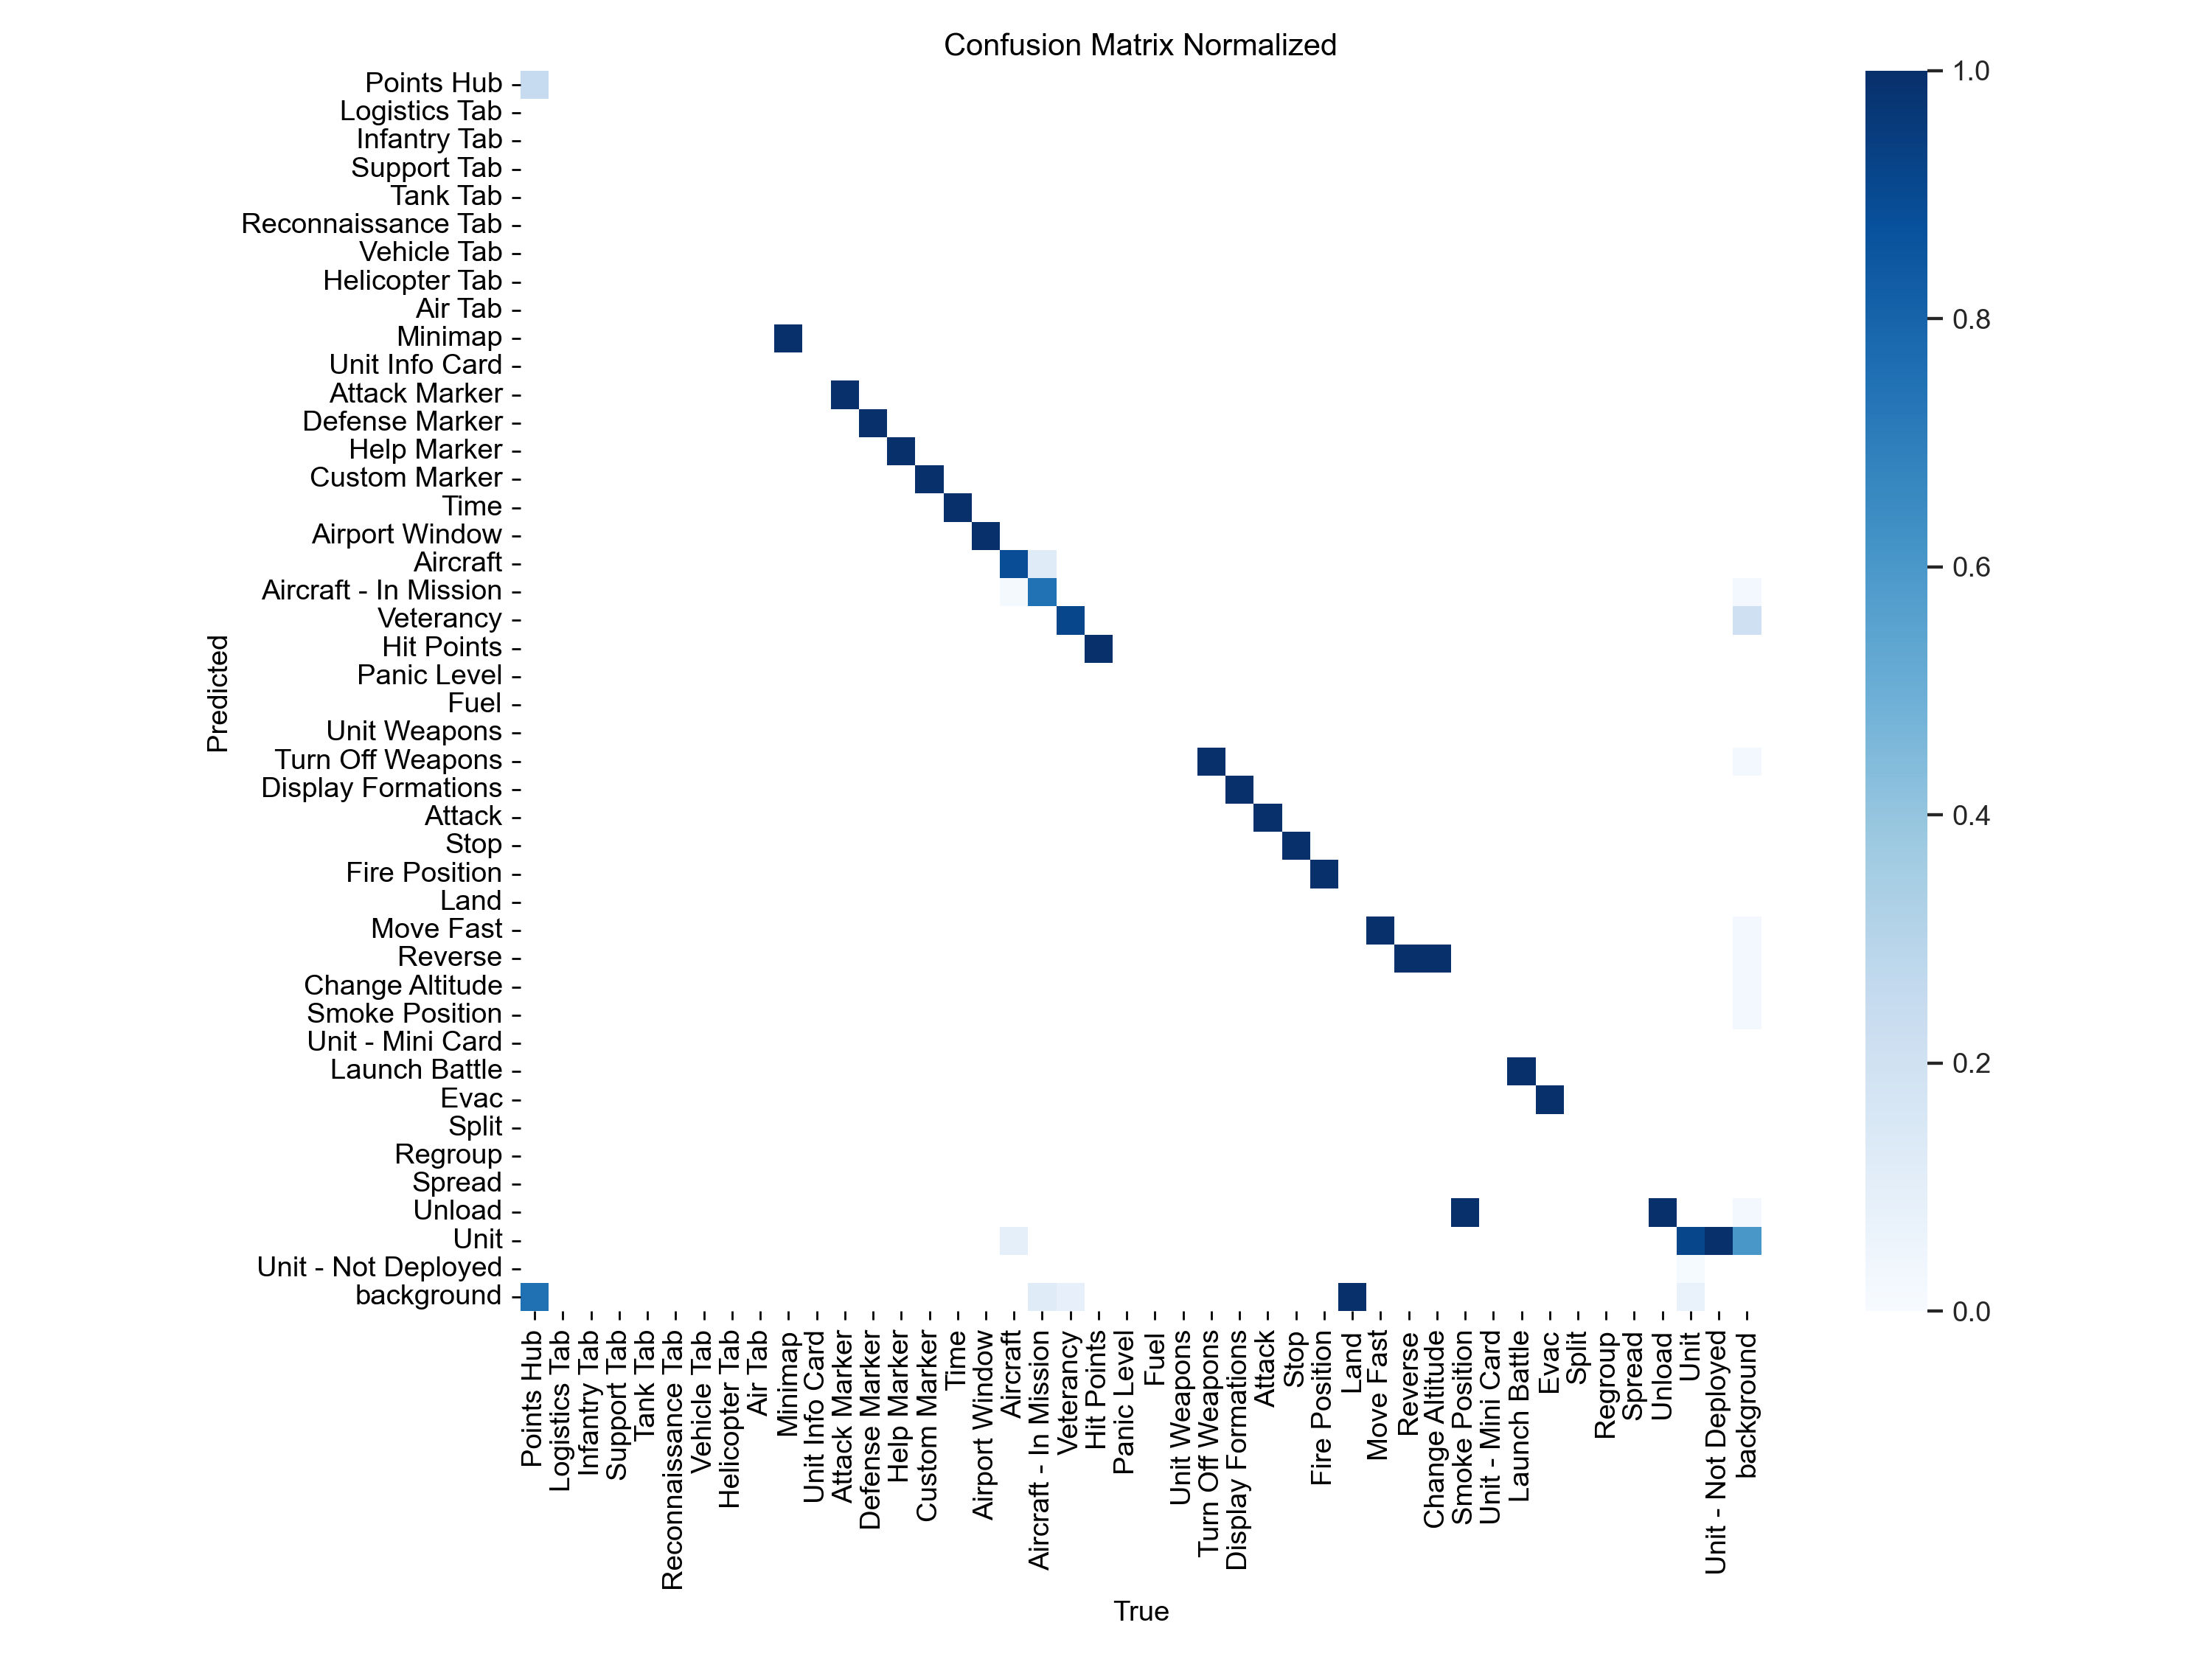 Confusion Matrix Normalized
Points Hub
Logistics Tab
Infantry Tab
Support Tab
Tank Tab
Reconnaissance Tab
Vehicle Tab
Helicopter Tab
Air Tab
Minimap
Unit Info Card
Attack Marker
Defense Marker
Help Marker
Custom Marker
Time
Airport Window
Aircraft
Aircraft - In Mission
Veterancy
Hit Points
Panic Level
Fuel
Unit Weapons
Turn Off Weapons
Display Formations
Attack
Stop
Fire Position
Land
Move Fast
Reverse
Change Altitude
Smoke Position
Unit - Mini Card
Launch Battle
Evac
Split
Regroup
Spread
Unload
Unit
Unit - Not Deployed
background
Predicted
Points Hub
Logistics Tab
Infantry Tab
Support Tab
Tank Tab
Reconnaissance Tab
Vehicle Tab
Helicopter Tab
Air Tab
Minimap
Unit Info Card
Attack Marker
Defense Marker
Help Marker
Custom Marker
Time
Airport Window
Aircraft
Aircraft - In Mission
Veterancy
Hit Points
Panic Level
Fuel
Unit Weapons
Turn Off Weapons
Display Formations
Attack
Stop
Fire Position
Land
Move Fast
Reverse
Change Altitude
Smoke Position
Unit - Mini Card
Launch Battle
Evac
Split
Regroup
Spread
Unload
Unit
Unit - Not Deployed
background
True
1.0
0.8
0.6
0.4
0.2
0.0